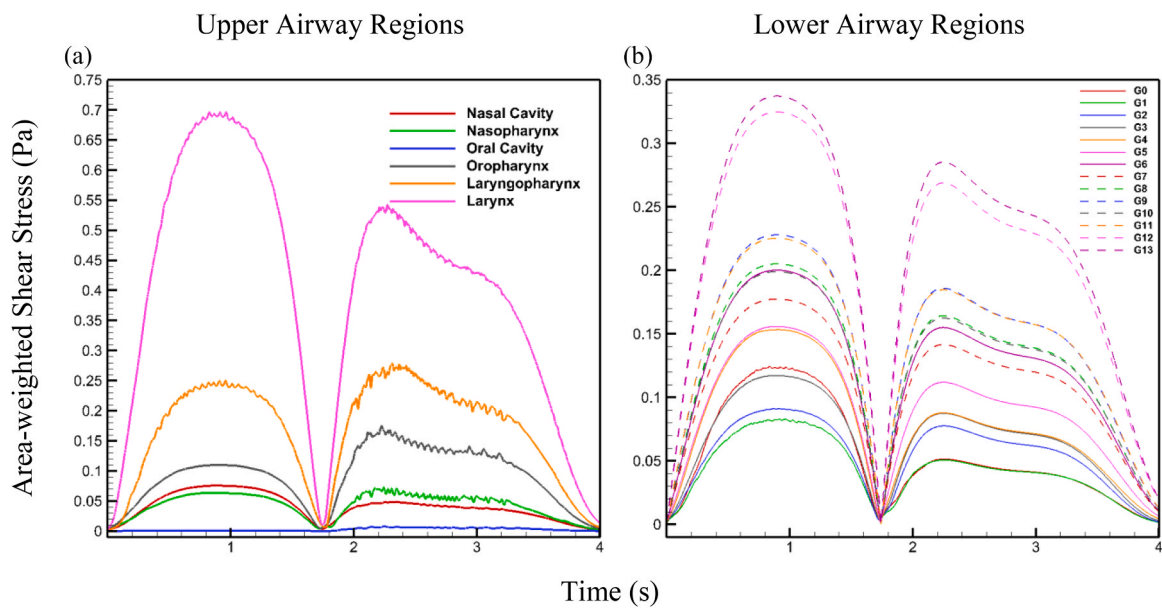 Upper Airway Regions
Lower Airway Regions
(a)
(b)
Area-weighted Shear Stress (Pa)
0.75
0.7
0.65
0.6
0.55
0.5
0.45
0.4
0.35
0.3
0.25
0.2
0.15
0.1
0.05
0
1
2
3
4
Nasal Cavity
Nasopharynx
Oral Cavity
Oropharynx
Laryngopharynx
Larynx
0.35
0.3
0.25
0.2
0.15
0.1
0.05
0
1
2
3
4
G0
G1
G2
G3
G4
G5
G6
G7
G8
G9
G10
G11
G12
G13
Time (s)